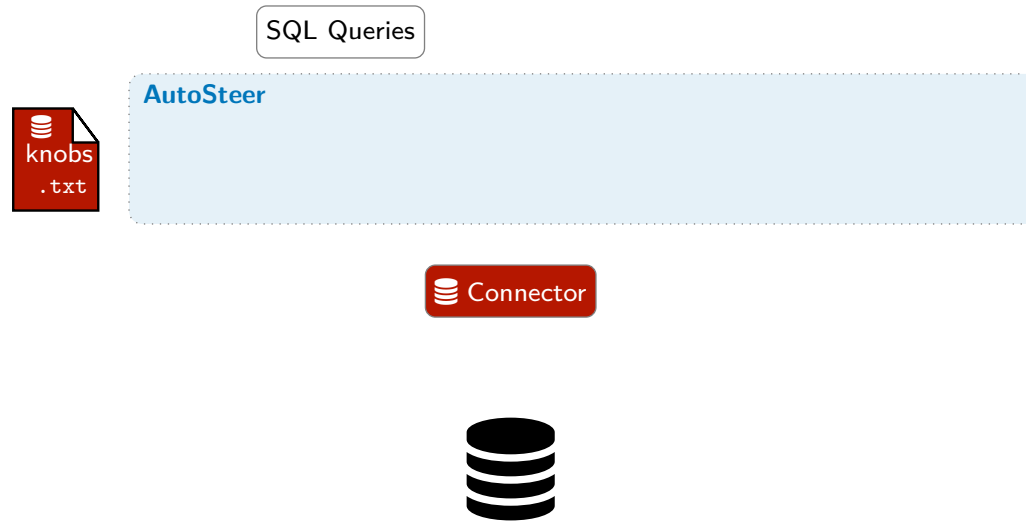 SQL Queries
AutoSteer
knobs
.txt
Connector